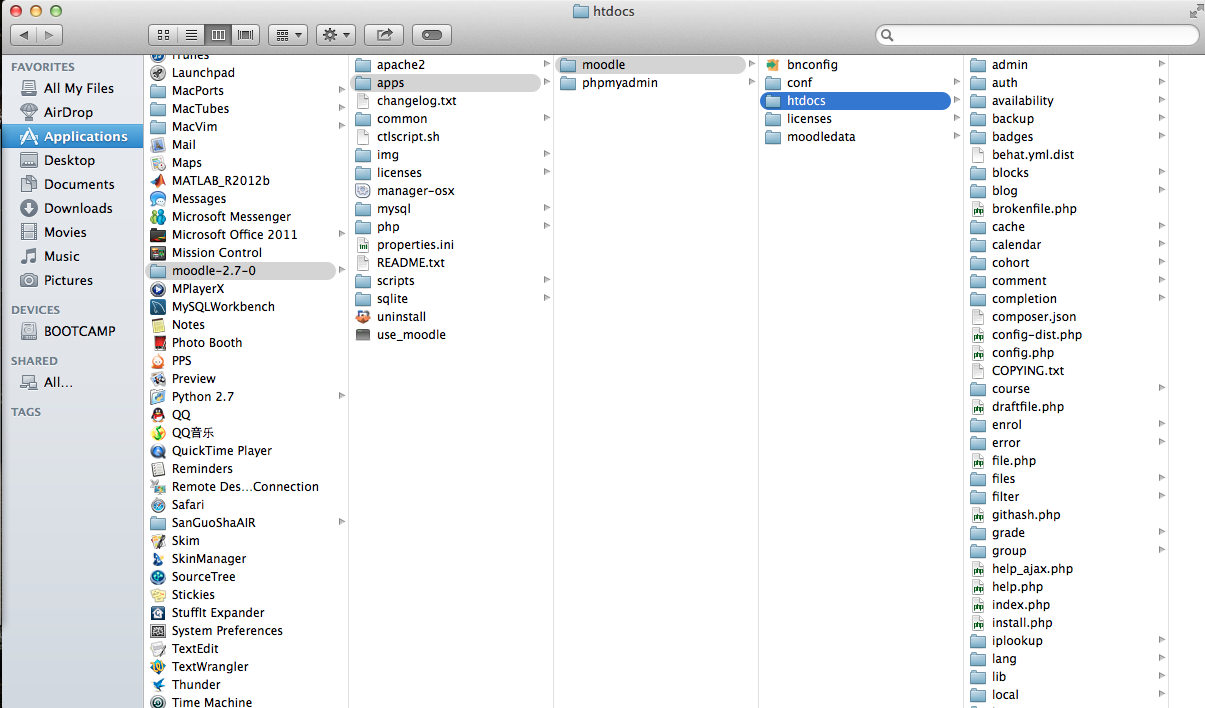 htdocs
FAVORITES
All My Files
AirDrop
Applications
Desktop
Documents
Downloads
Movies
Music
Pictures
DEVICES
BOOTCAMP
SHARED
All...
TAGS
iTunes
Launchpad
MacPorts
MacTubes
MacVim
Mail
Maps
MATLAB_R2012b
Messages
Microsoft Messenger
Microsoft Office 2011
Mission Control
moodle-2.7-0
MPlayerX
MySQLWorkbench
Notes
Photo Booth
PPS
Preview
Python 2.7
QQ
QQ音乐
QuickTime Player
Reminders
Remote Des...Connection
Safari
SanGuoShaAIR
Skim
SkinManager
SourceTree
Stickies
StuffIt Expander
System Preferences
TextEdit
TextWrangler
Thunder
Time Machine
apache2
apps
changelog.txt
common
ctlscript.sh
img
licenses
manager-osx
mysql
php
properties.ini
README.txt
scripts
sqlite
uninstall
use_moodle
moodle
phpmyadmin
bnconfig
conf
htdocs
licenses
moodledata
admin
auth
availability
backup
badges
behat.yml.dist
blocks
blog
brokenfile.php
cache
calendar
cohort
comment
completion
composer.json
config-dist.php
config.php
COPYING.txt
course
draftfile.php
enrol
error
file.php
files
filter
githash.php
grade
group
help_ajax.php
help.php
index.php
install.php
iplookup
lang
lib
local